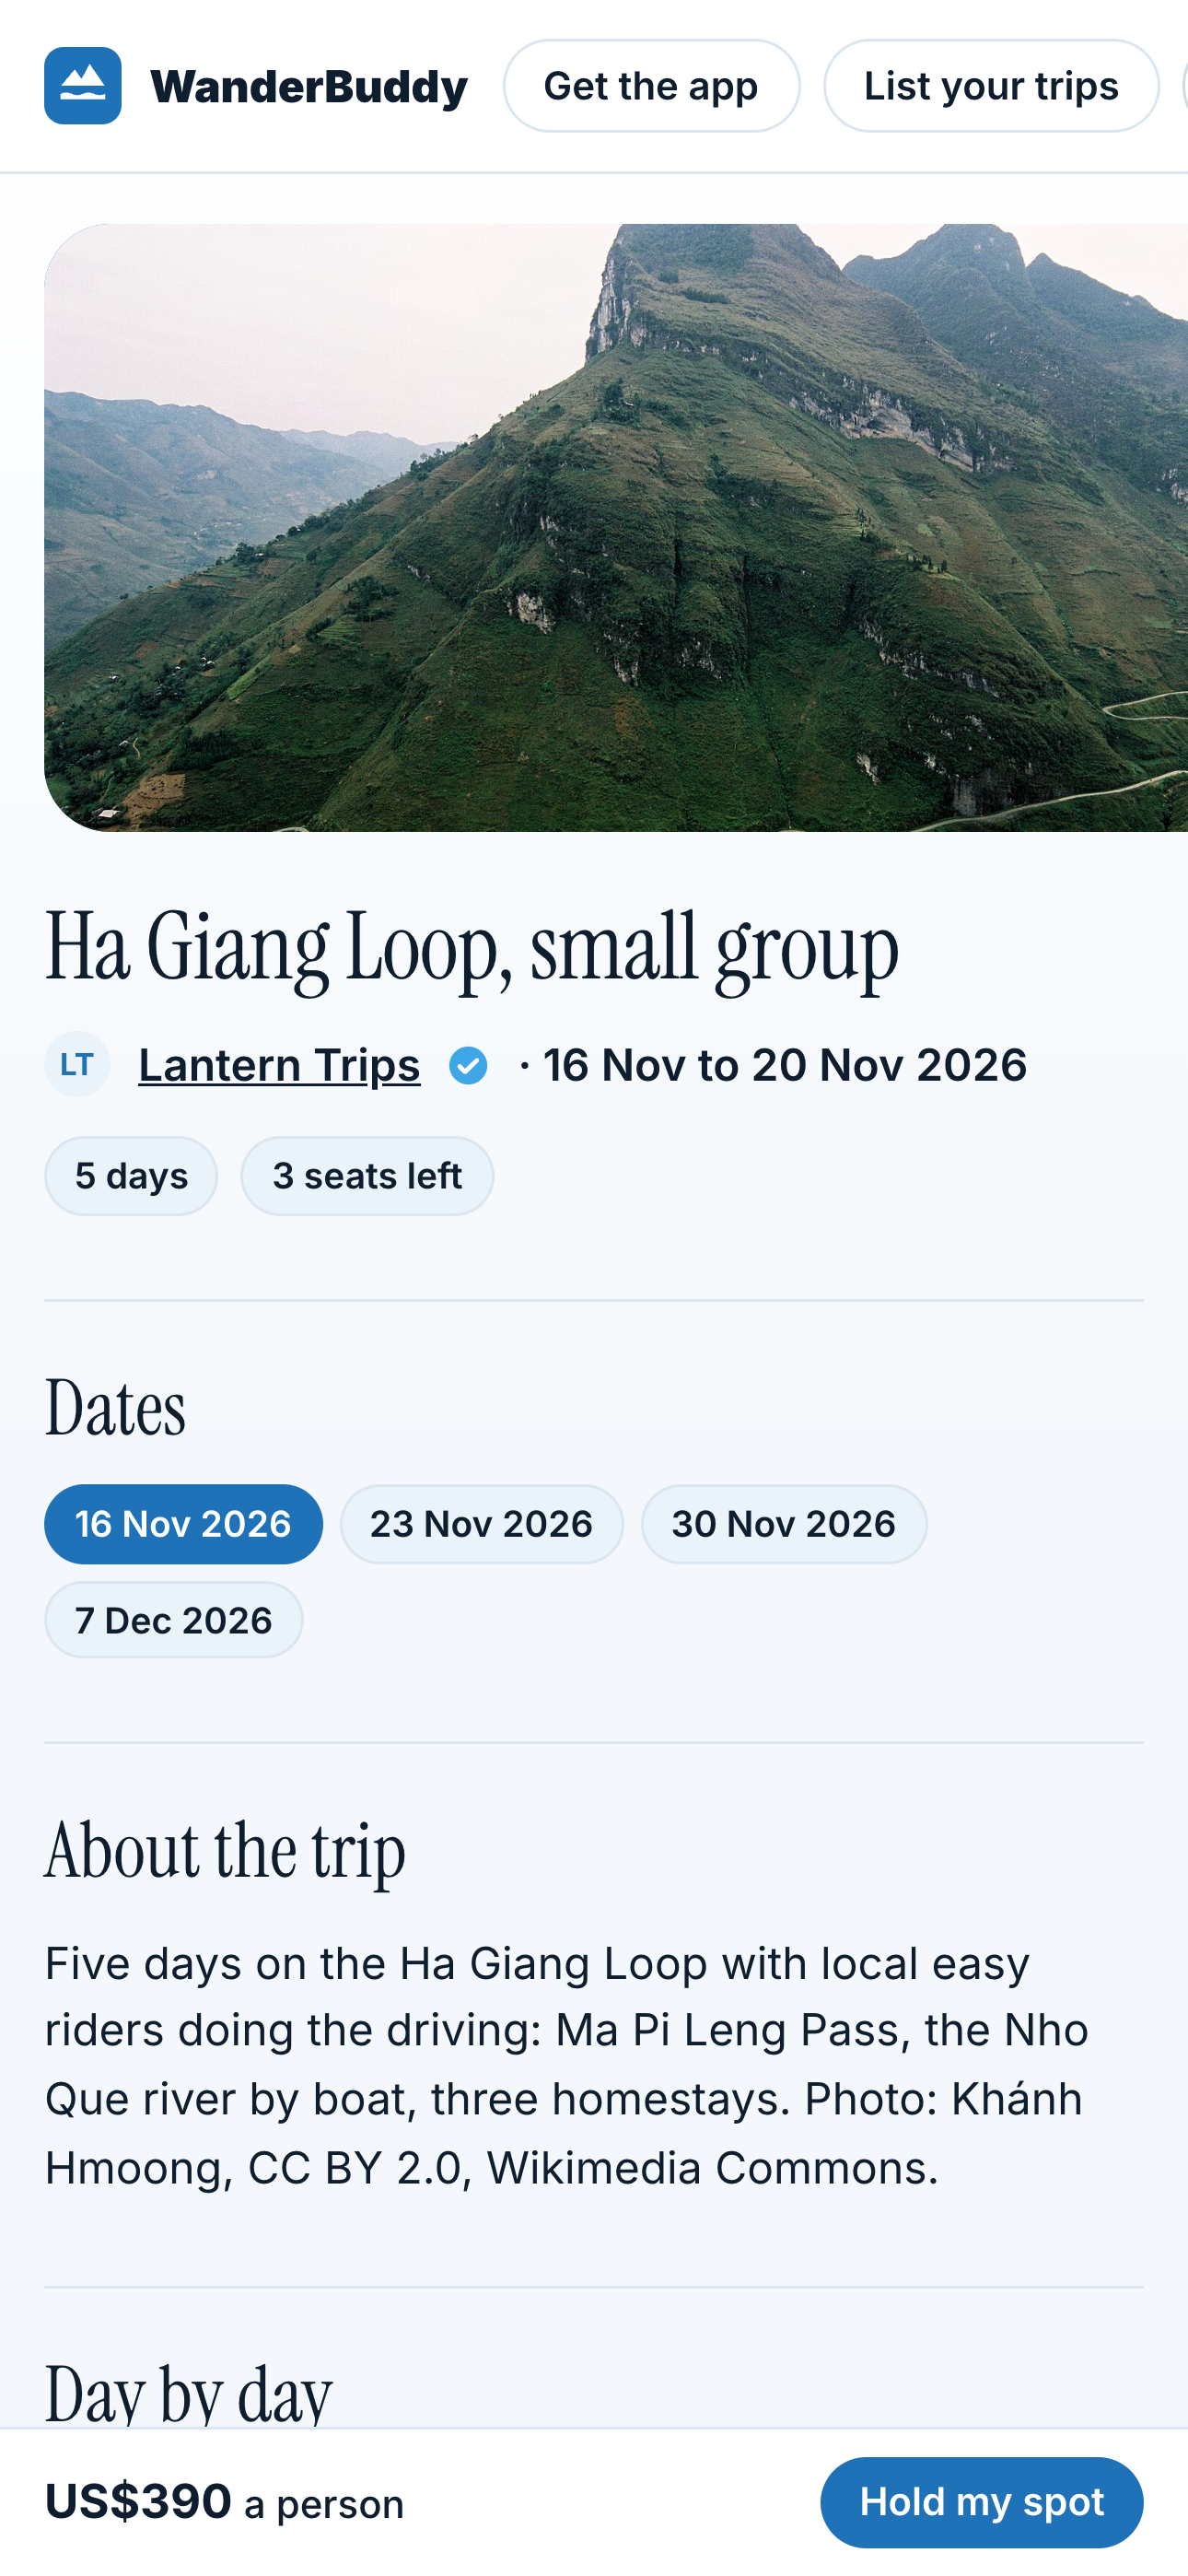 WanderBuddy
Get the app
List your trips
Ha Giang Loop, small group
LT
Lantern Trips
· 16 Nov to 20 Nov 2026
5 days
3 seats left
Dates
16 Nov 2026
23 Nov 2026
30 Nov 2026
7 Dec 2026
About the trip
Five days on the Ha Giang Loop with local easy
riders doing the driving: Ma Pi Leng Pass, the Nho
Que river by boat, three homestays. Photo: Khánh
Hmoong, CC BY 2.0, Wikimedia Commons.
Day by day
US$390 a person
Hold my spot